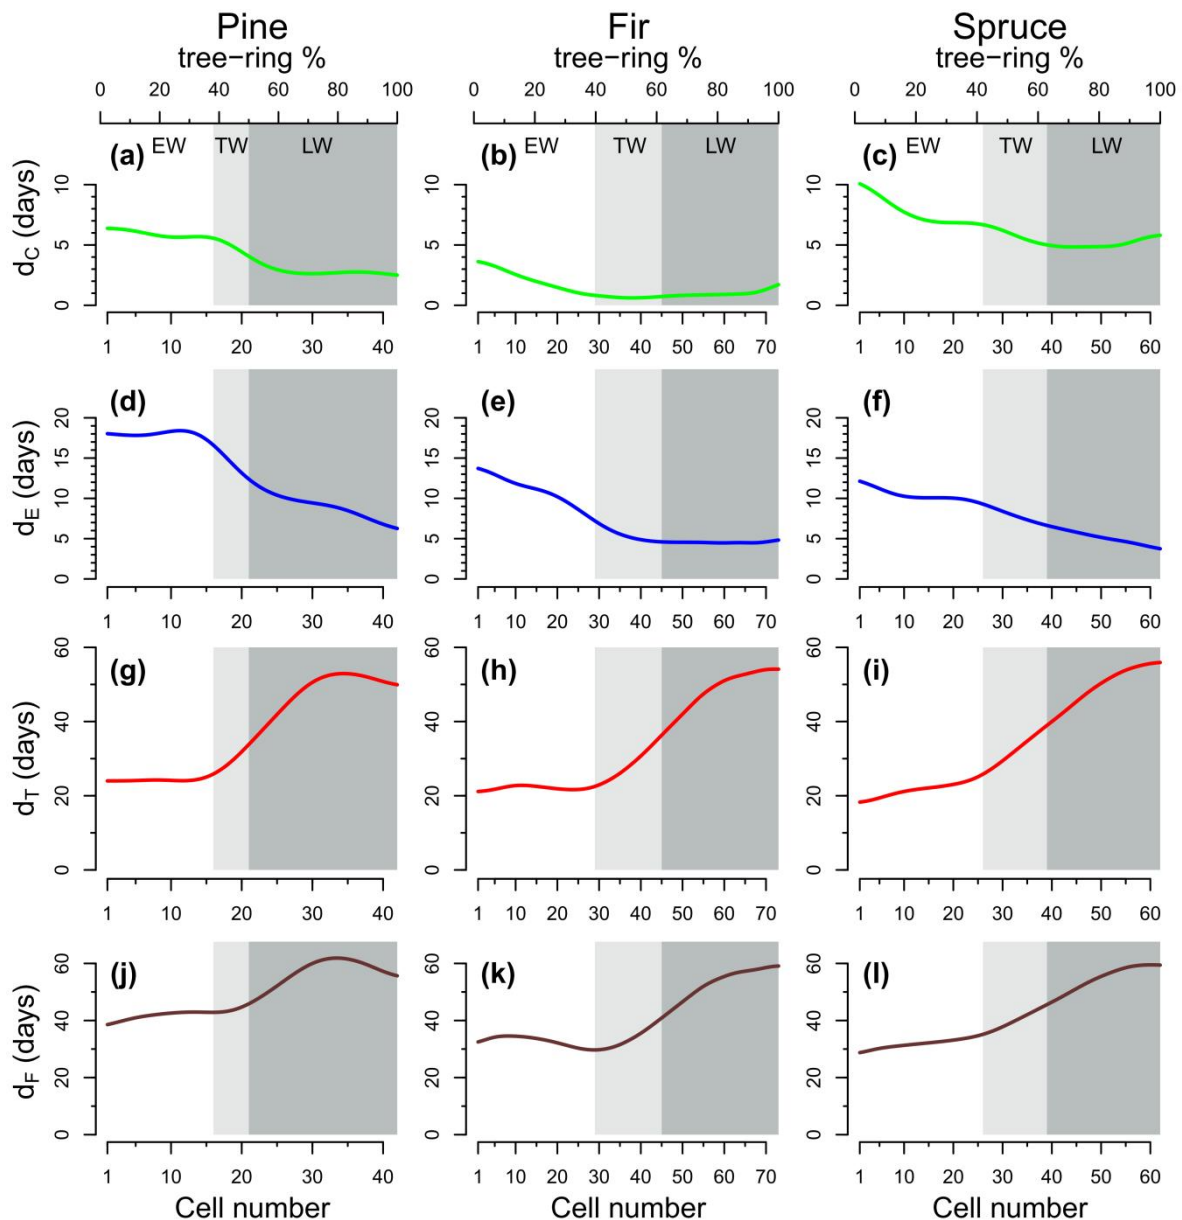 Pine Fir Spruce
tree−ring % tree−ring % tree−ring %
0 20 40 60 80 100 0 20 40 60 80 100 0 20 40 60 80 100
(a) EW TW LW (b) EW TW LW (c) EW TW LW
dC (days)
0 5 10 0 5 10 0 5 10
1 10 20 30 40 1 10 20 30 40 50 60 70 1 10 20 30 40 50 60
(d) (e) (f)
dE (days)
0 5 10 15 20 0 5 10 15 20 0 5 10 15 20
1 10 20 30 40 1 10 20 30 40 50 60 70 1 10 20 30 40 50 60
(g) (h) (i)
dT (days)
0 20 40 60 0 20 40 60 0 20 40 60
1 10 20 30 40 1 10 20 30 40 50 60 70 1 10 20 30 40 50 60
(j) (k) (l)
dF (days)
0 20 40 60 0 20 40 60 0 20 40 60
1 10 20 30 40 1 10 20 30 40 50 60 70 1 10 20 30 40 50 60
Cell number Cell number Cell number